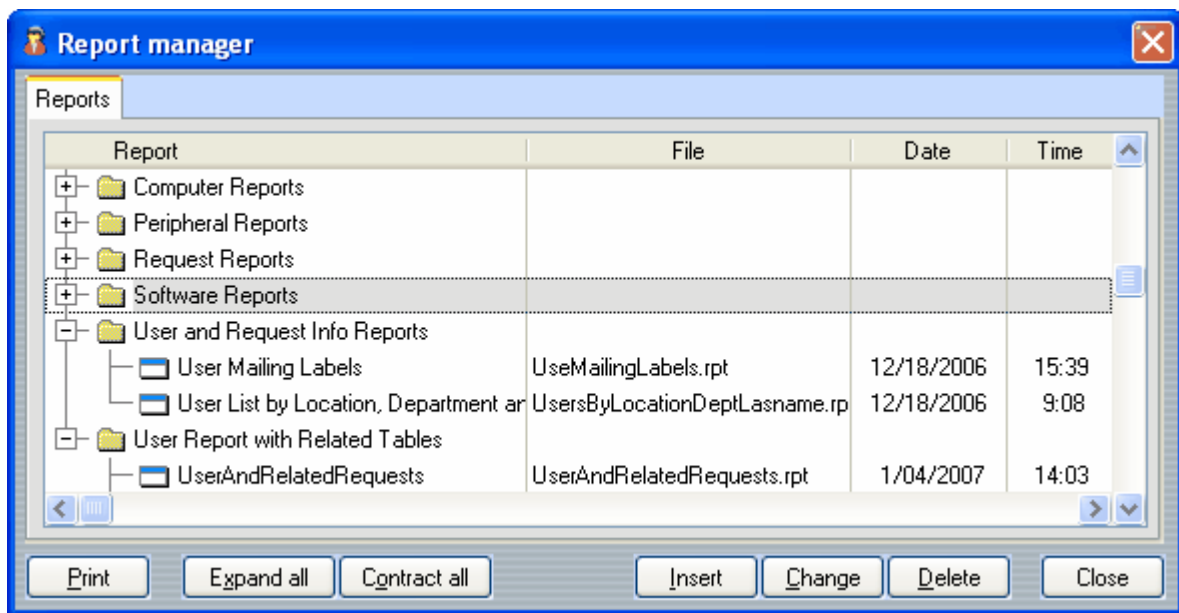 Report manager
Reports
Report File Date Time
Computer Reports
Peripheral Reports
Request Reports
Software Reports
User and Request Info Reports
User Mailing Labels UseMailingLabels.rpt 12/18/2006 15:39
User List by Location, Department ar UsersByLocationDeptLasname.rp 12/18/2006 9:08
User Report with Related Tables
UserAndRelatedRequests UserAndRelatedRequests.rpt 1/04/2007 14:03
Print Expand all Contract all Insert Change Delete Close